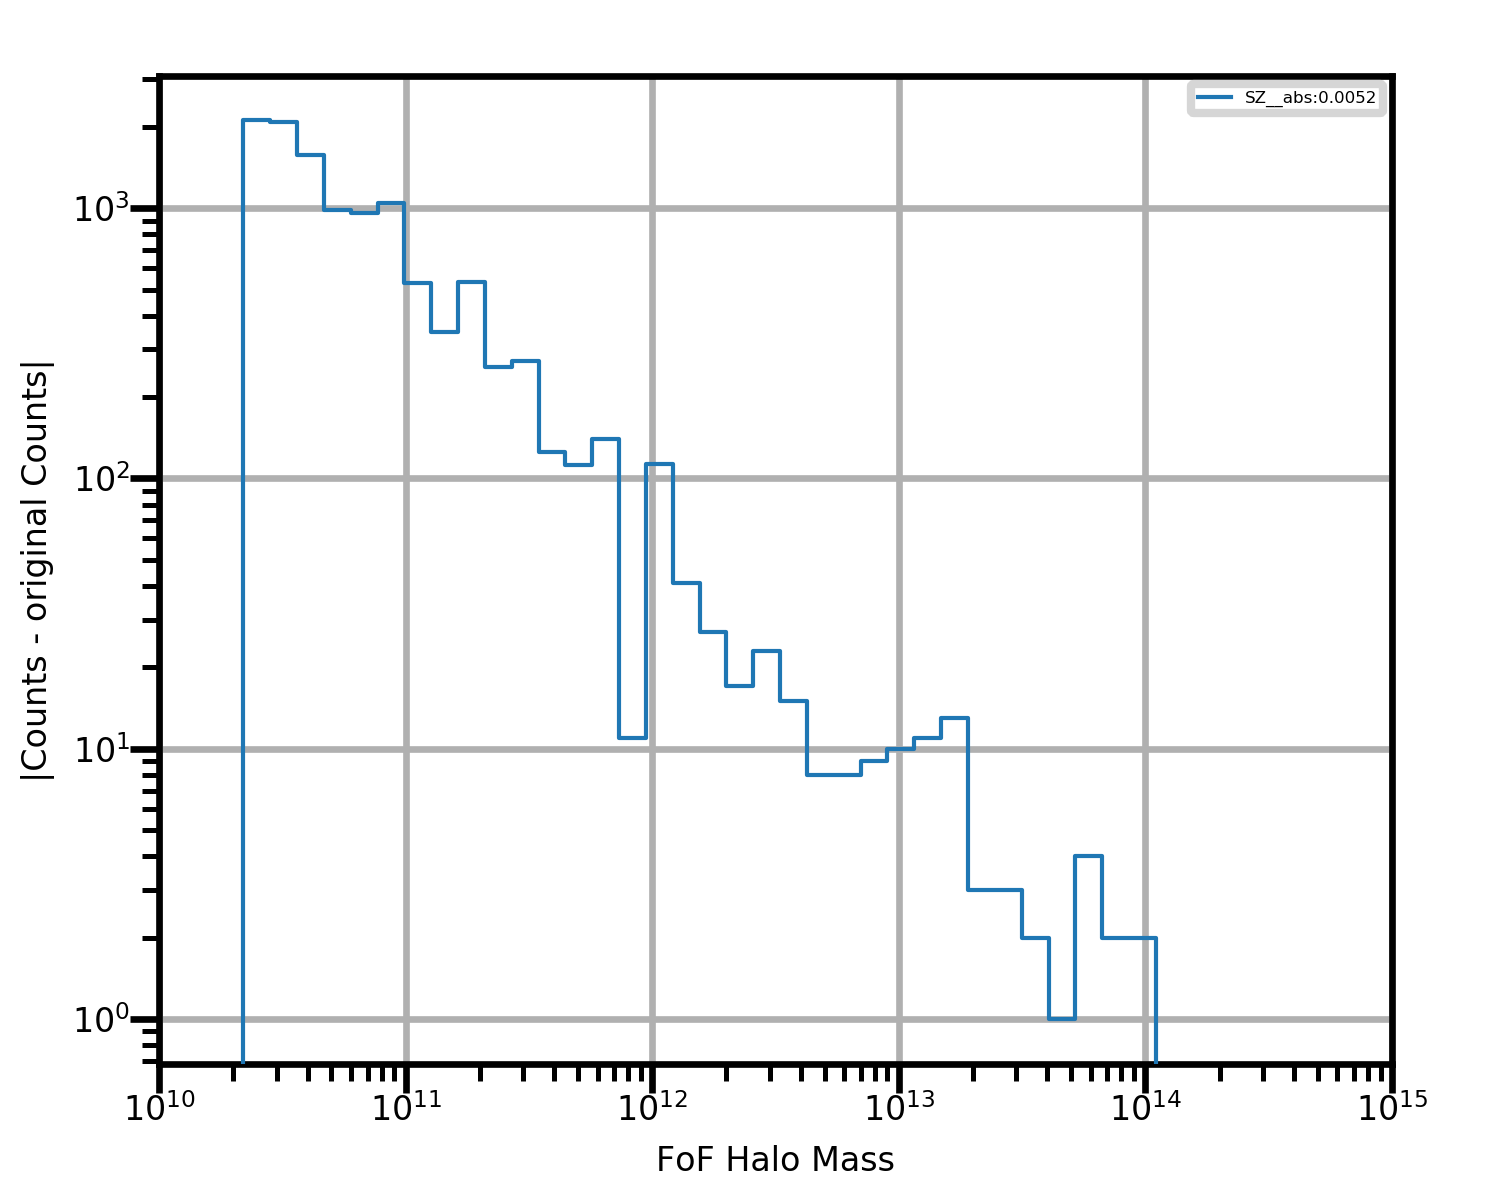 SZ__abs:0.0052
10³
10²
10¹
10⁰
|Counts - original Counts|
10¹⁰ 10¹¹ 10¹² 10¹³ 10¹⁴ 10¹⁵
FoF Halo Mass